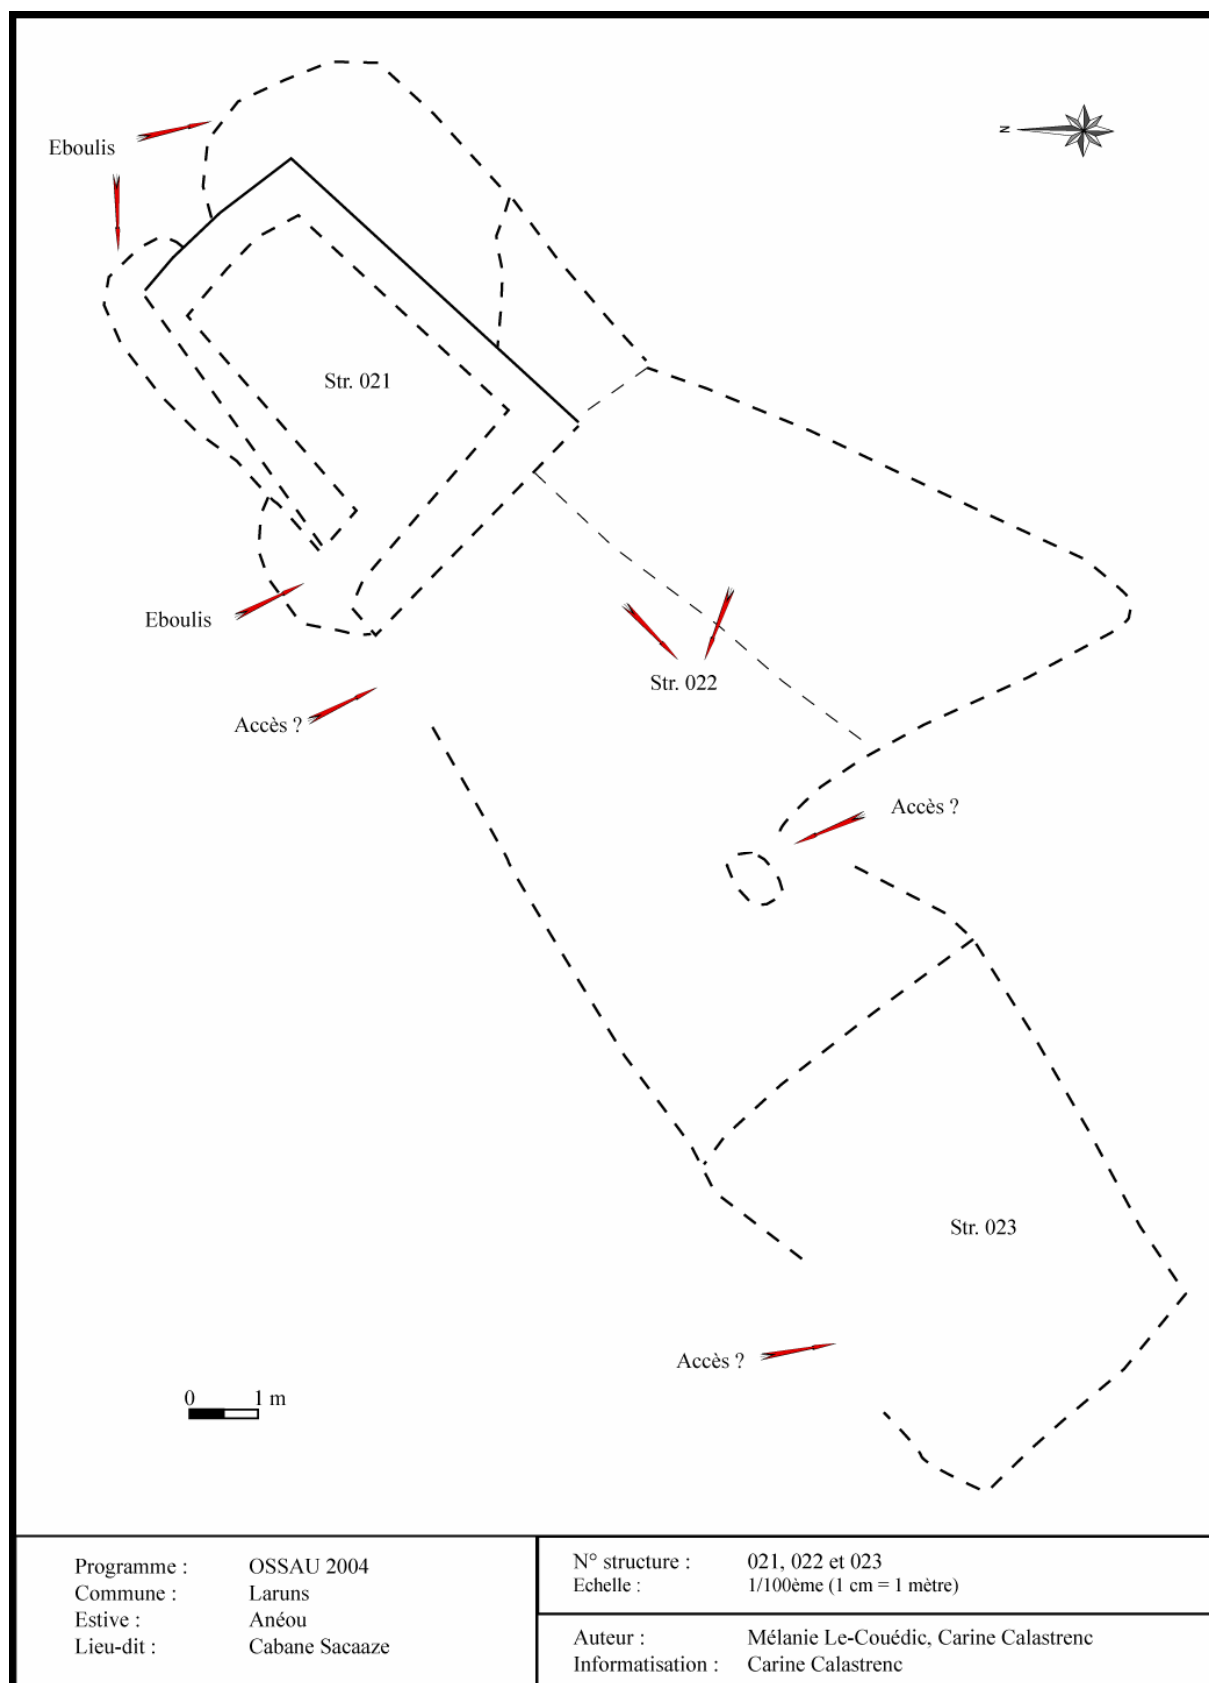 N
Eboulis
Str. 021
Eboulis
Str. 022
Accès ?
Accès ?
Str. 023
Accès ?
0 1 m
Programme : OSSAU 2004
Commune : Laruns
Estive : Anéou
Lieu-dit : Cabane Sacaaze
N° structure : 021, 022 et 023
Echelle : 1/100ème (1 cm = 1 mètre)
Auteur : Mélanie Le-Couédic, Carine Calastrenc
Informatisation : Carine Calastrenc